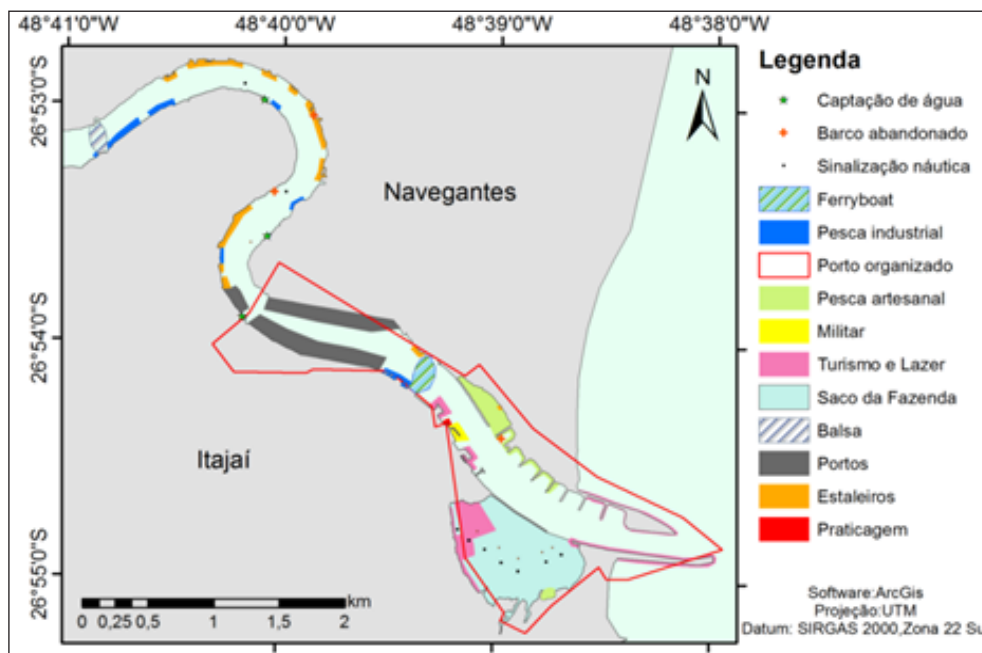 48°41'0"W 48°40'0"W 48°39'0"W 48°38'0"W
26°53'0"S
26°54'0"S
26°55'0"S
N
Navegantes
Itajaí
km
0 0,25 0,5 1 1,5 2
Legenda
Captação de água
Barco abandonado
Sinalização náutica
Ferryboat
Pesca industrial
Porto organizado
Pesca artesanal
Militar
Turismo e Lazer
Saco da Fazenda
Balsa
Portos
Estaleiros
Praticagem
Software:ArcGis
Projeção:UTM
Datum: SIRGAS 2000,Zona 22 Su